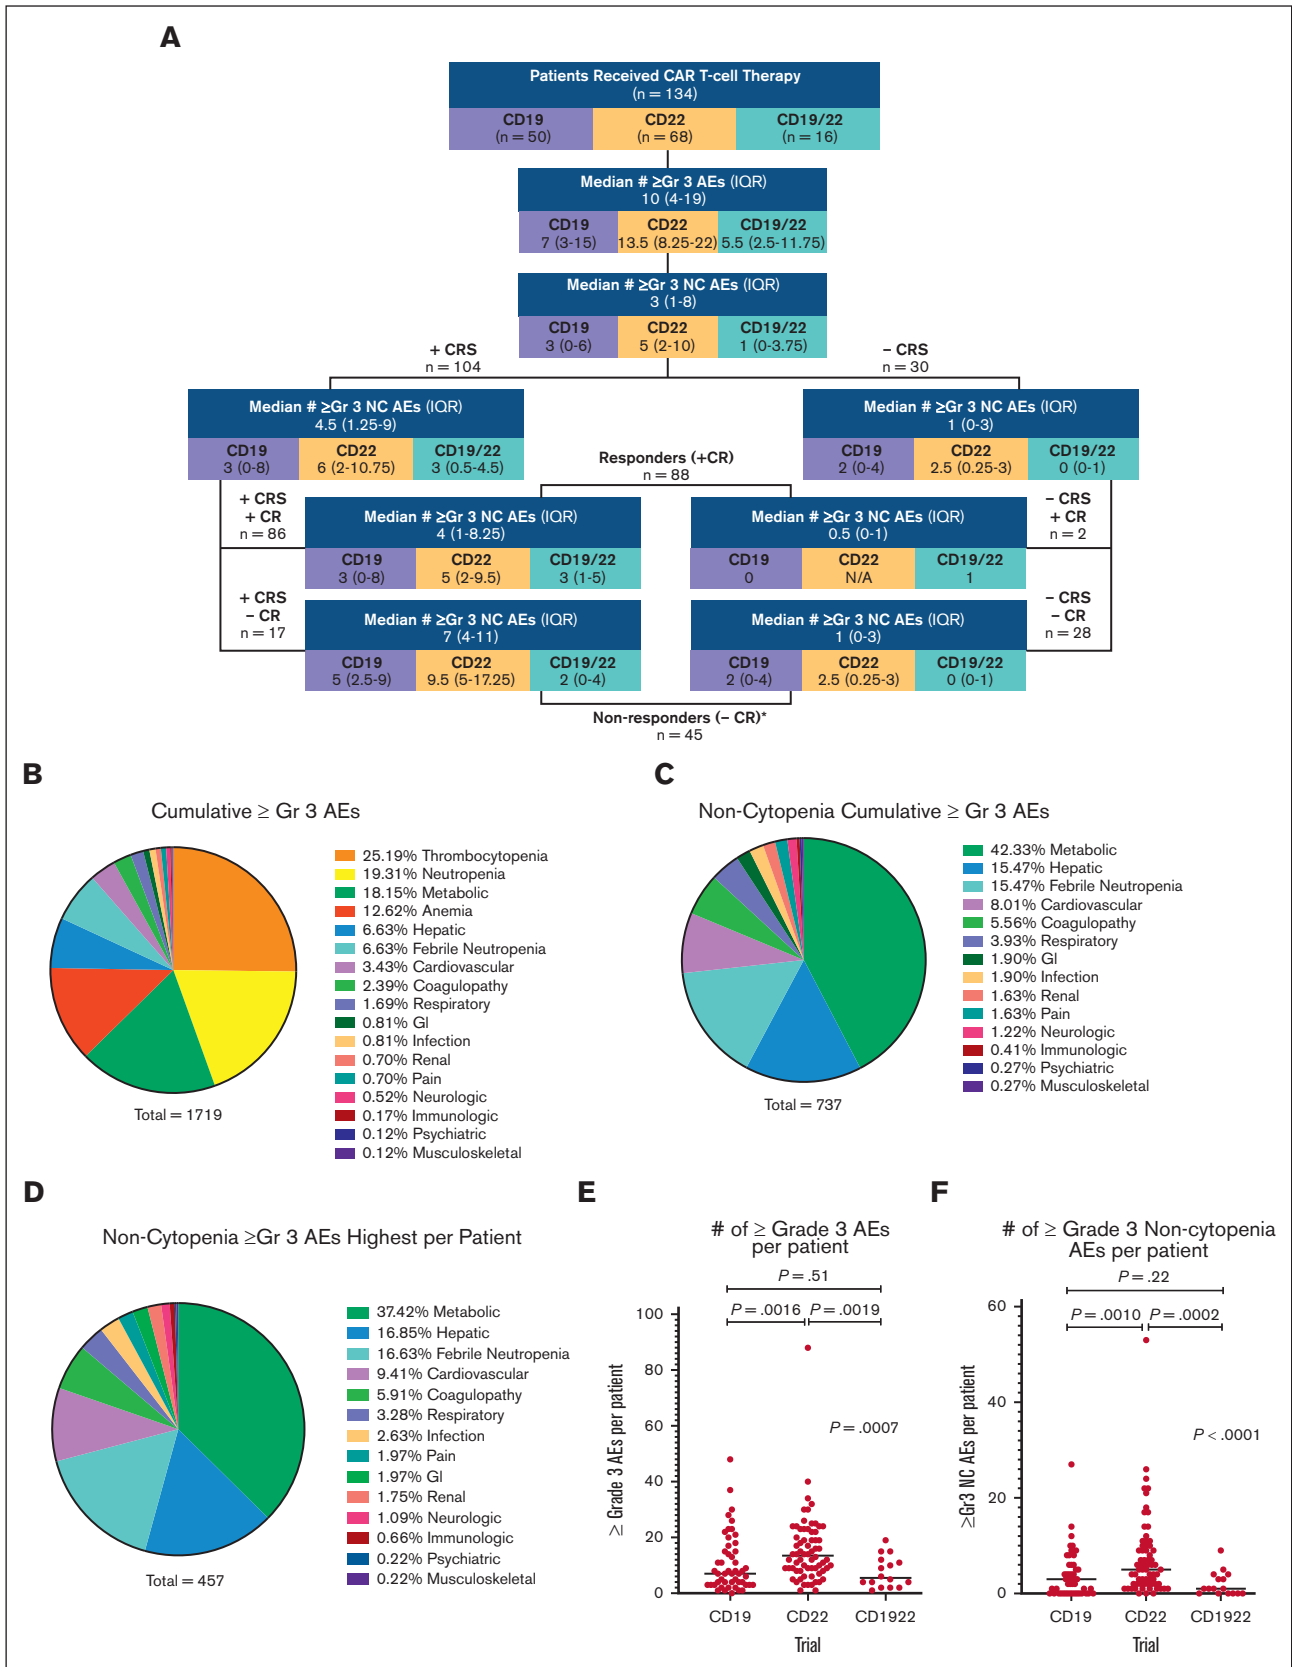 A
Patients Received CAR T-cell Therapy
(n = 134)
CD19
(n = 50)
CD22
(n = 68)
CD19/22
(n = 16)
Median # ≥Gr 3 AEs (IQR)
10 (4-19)
CD19
7 (3-15)
CD22
13.5 (8.25-22)
CD19/22
5.5 (2.5-11.75)
Median # ≥Gr 3 NC AEs (IQR)
3 (1-8)
CD19
3 (0-6)
CD22
5 (2-10)
CD19/22
1 (0-3.75)
+ CRS
n = 104
– CRS
n = 30
Median # ≥Gr 3 NC AEs (IQR)
4.5 (1.25-9)
CD19
3 (0-8)
CD22
6 (2-10.75)
CD19/22
3 (0.5-4.5)
Median # ≥Gr 3 NC AEs (IQR)
1 (0-3)
CD19
2 (0-4)
CD22
2.5 (0.25-3)
CD19/22
0 (0-1)
Responders (+CR)
n = 88
+ CRS
+ CR
n = 86
Median # ≥Gr 3 NC AEs (IQR)
4 (1-8.25)
CD19
3 (0-8)
CD22
5 (2-9.5)
CD19/22
3 (1-5)
Median # ≥Gr 3 NC AEs (IQR)
0.5 (0-1)
CD19
0
CD22
N/A
CD19/22
1
– CRS
+ CR
n = 2
+ CRS
– CR
n = 17
Median # ≥Gr 3 NC AEs (IQR)
7 (4-11)
CD19
5 (2.5-9)
CD22
9.5 (5-17.25)
CD19/22
2 (0-4)
Median # ≥Gr 3 NC AEs (IQR)
1 (0-3)
CD19
2 (0-4)
CD22
2.5 (0.25-3)
CD19/22
0 (0-1)
– CRS
– CR
n = 28
Non-responders (– CR)*
n = 45
B
Cumulative ≥ Gr 3 AEs
25.19% Thrombocytopenia
19.31% Neutropenia
18.15% Metabolic
12.62% Anemia
6.63% Hepatic
6.63% Febrile Neutropenia
3.43% Cardiovascular
2.39% Coagulopathy
1.69% Respiratory
0.81% GI
0.81% Infection
0.70% Renal
0.70% Pain
0.52% Neurologic
0.17% Immunologic
0.12% Psychiatric
0.12% Musculoskeletal
Total = 1719
C
Non-Cytopenia Cumulative ≥ Gr 3 AEs
42.33% Metabolic
15.47% Hepatic
15.47% Febrile Neutropenia
8.01% Cardiovascular
5.56% Coagulopathy
3.93% Respiratory
1.90% GI
1.90% Infection
1.63% Renal
1.63% Pain
1.22% Neurologic
0.41% Immunologic
0.27% Psychiatric
0.27% Musculoskeletal
Total = 737
D
Non-Cytopenia ≥Gr 3 AEs Highest per Patient
37.42% Metabolic
16.85% Hepatic
16.63% Febrile Neutropenia
9.41% Cardiovascular
5.91% Coagulopathy
3.28% Respiratory
2.63% Infection
1.97% Pain
1.97% GI
1.75% Renal
1.09% Neurologic
0.66% Immunologic
0.22% Psychiatric
0.22% Musculoskeletal
Total = 457
E
# of ≥ Grade 3 AEs
per patient
P = .51
P = .0016
P = .0019
P = .0007
≥ Grade 3 AEs per patient
100
80
60
40
20
0
CD19
CD22
CD1922
Trial
F
# of ≥ Grade 3 Non-cytopenia
AEs per patient
P = .22
P = .0010
P = .0002
P < .0001
≥Gr3 NC AEs per patient
60
40
20
0
CD19
CD22
CD1922
Trial